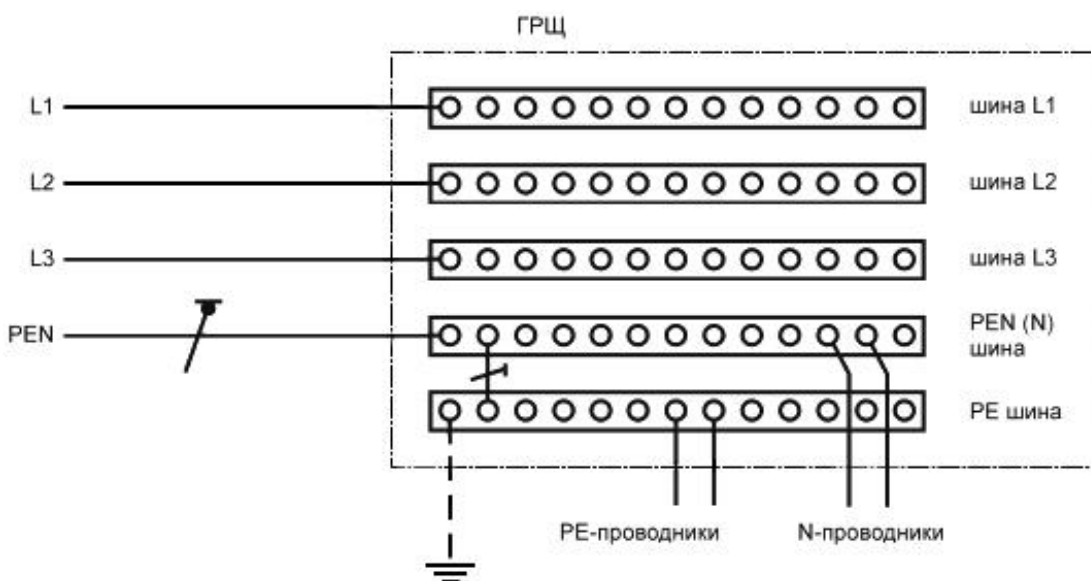 ГРЩ
L1
шина L1
L2
шина L2
L3
шина L3
PEN
PEN (N)
шина
PE шина
PE-проводники
N-проводники